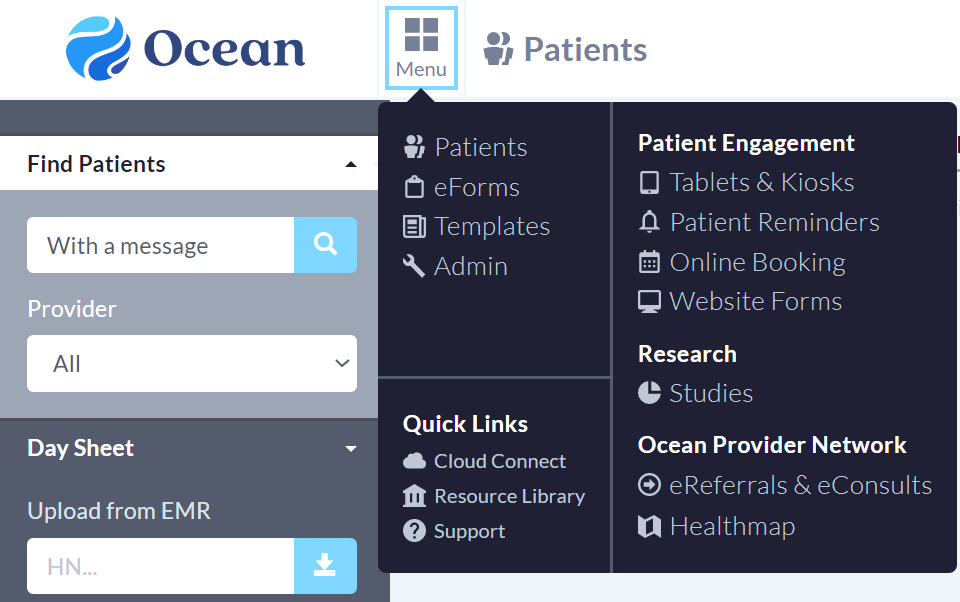 Ocean
Menu
Patients
Find Patients
With a message
Provider
All
Day Sheet
Upload from EMR
HN...
Patients
eForms
Templates
Admin
Quick Links
Cloud Connect
Resource Library
Support
Patient Engagement
Tablets & Kiosks
Patient Reminders
Online Booking
Website Forms
Research
Studies
Ocean Provider Network
eReferrals & eConsults
Healthmap